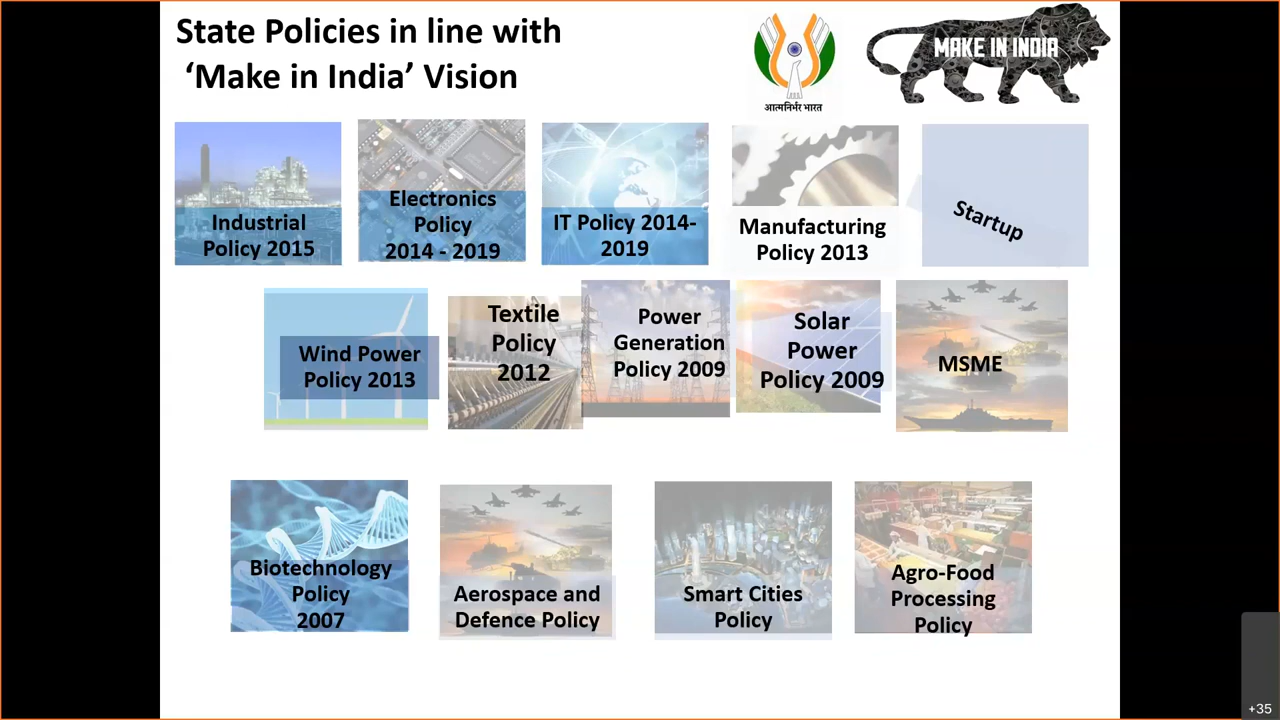 State Policies in line with
‘Make in India’ Vision
आत्मनिर्भर भारत
MAKE IN INDIA
Industrial
Policy 2015
Electronics
Policy
2014 - 2019
IT Policy 2014-
2019
Manufacturing
Policy 2013
Startup
Wind Power
Policy 2013
Textile
Policy
2012
Power
Generation
Policy 2009
Solar
Power
Policy 2009
MSME
Biotechnology
Policy
2007
Aerospace and
Defence Policy
Smart Cities
Policy
Agro-Food
Processing
Policy
+35